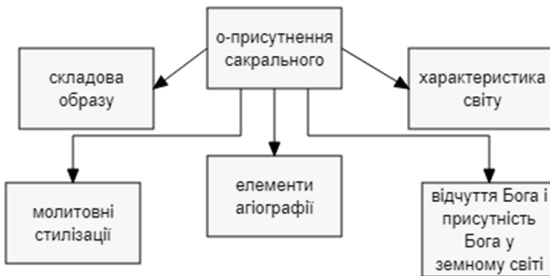 о-присутнення
сакрального
складова
образу
характеристика
світу
молитовні
стилізації
елементи
агіографії
відчуття Бога і
присутність
Бога у
земному світі